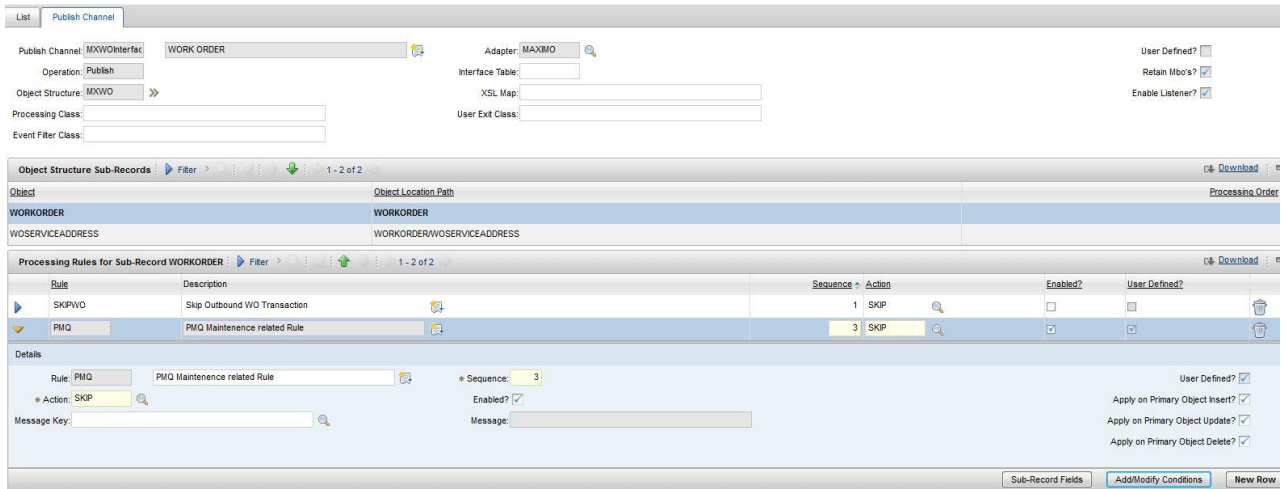 List Publish Channel
Publish Channel: MXWOInterfac WORK ORDER Adapter: MAXIMO User Defined?
Operation: Publish Interface Table: Retain Mbo's?
Object Structure: MXWO XSL Map: Enable Listener?
Processing Class: User Exit Class:
Event Filter Class:
Object Structure Sub-Records Filter 1 - 2 of 2 Download
Object Object Location Path Processing Order
WORKORDER WORKORDER
WOSERVICEADDRESS WORKORDER/WOSERVICEADDRESS
Processing Rules for Sub-Record WORKORDER Filter 1 - 2 of 2 Download
Rule Description Sequence Action Enabled? User Defined?
SKIPWO Skip Outbound WO Transaction 1 SKIP
PMQ PMQ Maintenence related Rule 3 SKIP
Details
Rule: PMQ PMQ Maintenence related Rule * Sequence: 3 User Defined?
* Action: SKIP Enabled? Apply on Primary Object Insert?
Message Key: Message: Apply on Primary Object Update?
Apply on Primary Object Delete?
Sub-Record Fields Add/Modify Conditions New Row